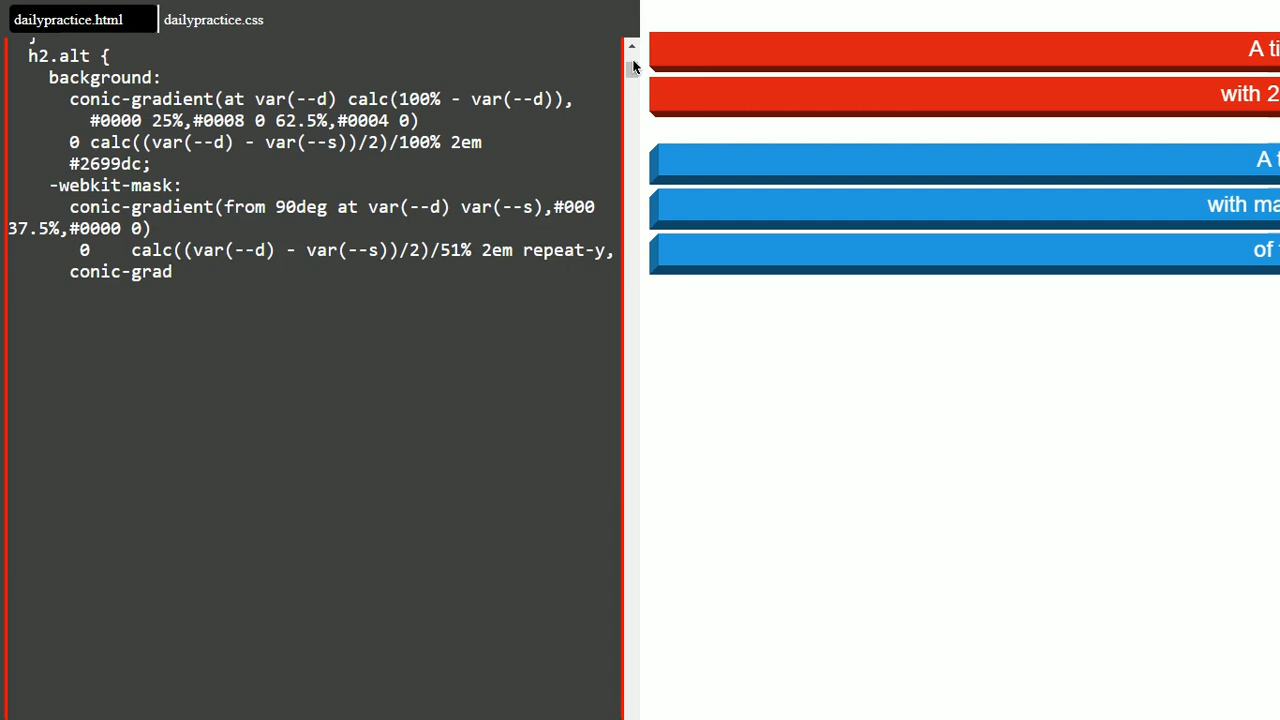 dailypractice.html dailypractice.css
}
h2.alt {
background:
conic-gradient(at var(--d) calc(100% - var(--d)),
#0000 25%,#0008 0 62.5%,#0004 0)
0 calc((var(--d) - var(--s))/2)/100% 2em
#2699dc;
-webkit-mask:
conic-gradient(from 90deg at var(--d) var(--s),#000
37.5%,#0000 0)
0 calc((var(--d) - var(--s))/2)/51% 2em repeat-y,
conic-grad
A ti
with 2
A t
with ma
of